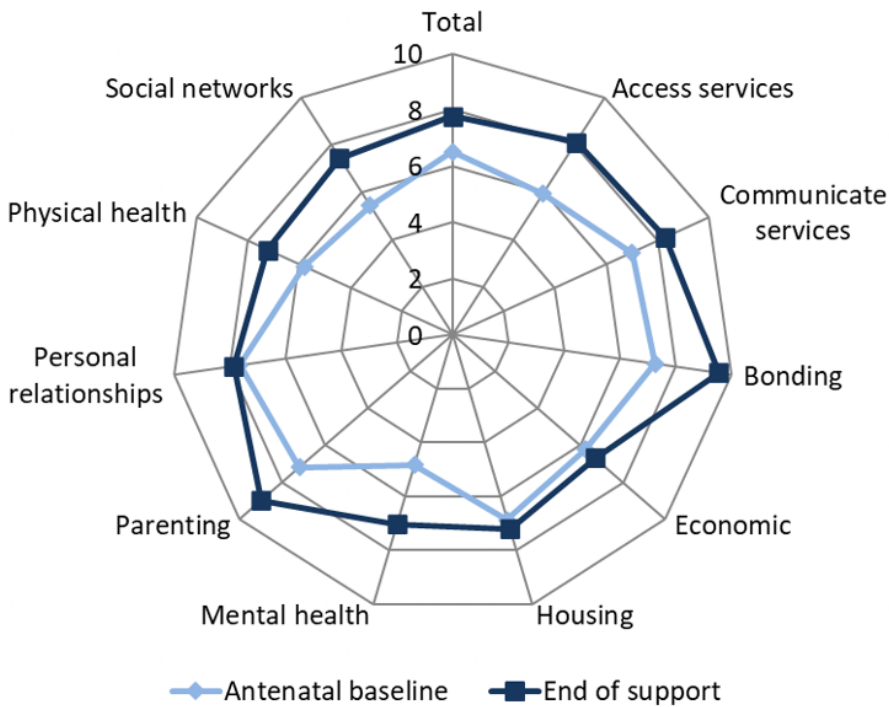 Total
10
Social networks
Access services
8
6
Physical health
Communicate
services
4
2
0
Personal
relationships
Bonding
Parenting
Economic
Mental health
Housing
Antenatal baseline
End of support